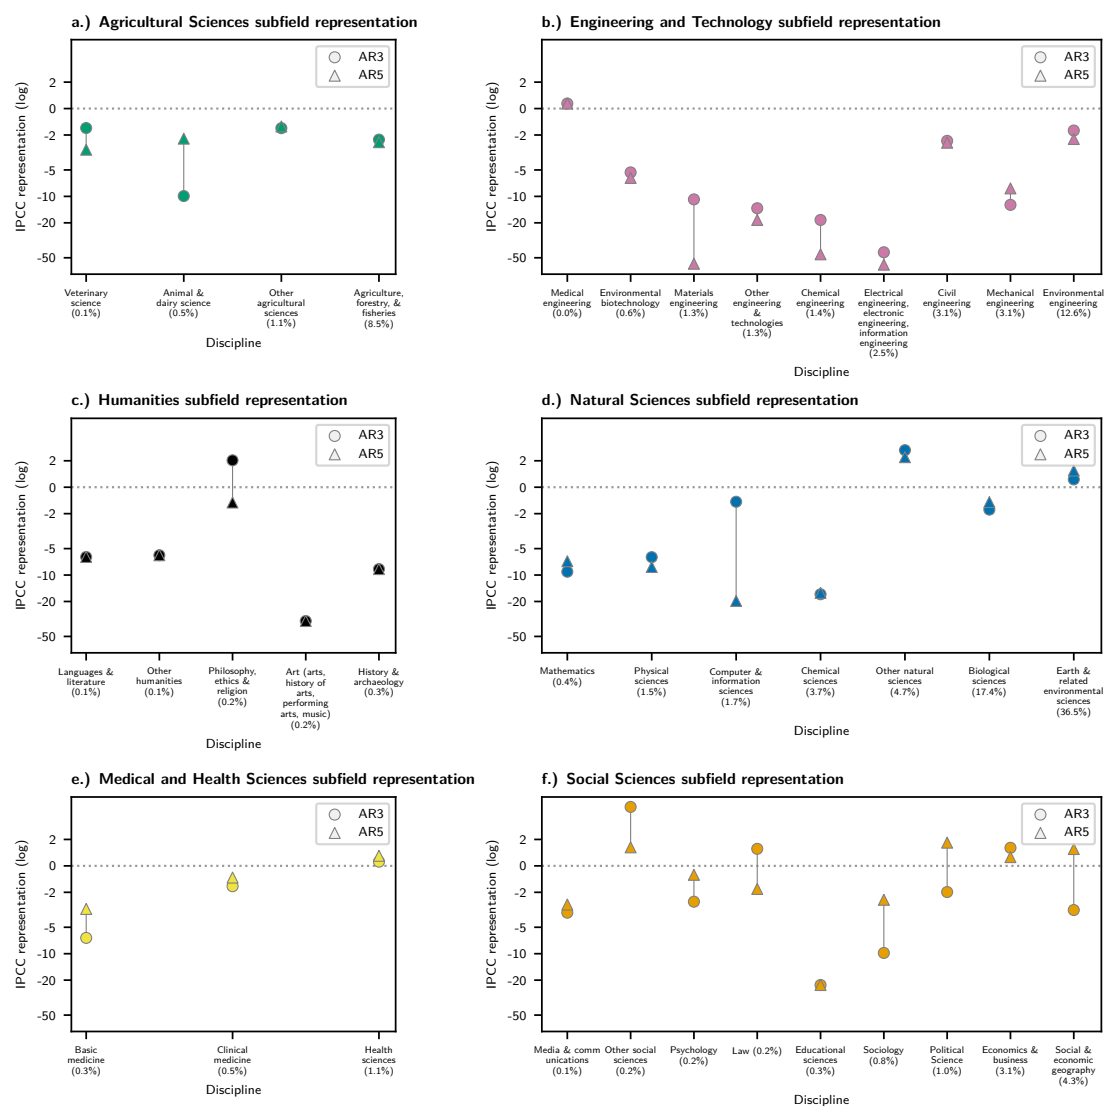 a.) Agricultural Sciences subfield representation
IPCC representation (log)
2
0
-2
-5
-10
-20
-50
AR3
AR5
Veterinary
science
(0.1%)
Animal &
dairy science
(0.5%)
Other
agricultural
sciences
(1.1%)
Agriculture,
forestry, &
fisheries
(8.5%)
Discipline
b.) Engineering and Technology subfield representation
IPCC representation (log)
2
0
-2
-5
-10
-20
-50
AR3
AR5
Medical
engineering
(0.0%)
Environmental
biotechnology
(0.6%)
Materials
engineering
(1.3%)
Other
engineering
&
technologies
(1.3%)
Chemical
engineering
(1.4%)
Electrical
engineering,
electronic
engineering,
information
engineering
(2.5%)
Civil
engineering
(3.1%)
Mechanical
engineering
(3.1%)
Environmental
engineering
(12.6%)
Discipline
c.) Humanities subfield representation
IPCC representation (log)
2
0
-2
-5
-10
-20
-50
AR3
AR5
Languages &
literature
(0.1%)
Other
humanities
(0.1%)
Philosophy,
ethics &
religion
(0.2%)
Art (arts,
history of
arts,
performing
arts, music)
(0.2%)
History &
archaeology
(0.3%)
Discipline
d.) Natural Sciences subfield representation
IPCC representation (log)
2
0
-2
-5
-10
-20
-50
AR3
AR5
Mathematics
(0.4%)
Physical
sciences
(1.5%)
Computer &
information
sciences
(1.7%)
Chemical
sciences
(3.7%)
Other natural
sciences
(4.7%)
Biological
sciences
(17.4%)
Earth &
related
environmental
sciences
(36.5%)
Discipline
e.) Medical and Health Sciences subfield representation
IPCC representation (log)
2
0
-2
-5
-10
-20
-50
AR3
AR5
Basic
medicine
(0.3%)
Clinical
medicine
(0.5%)
Health
sciences
(1.1%)
Discipline
f.) Social Sciences subfield representation
IPCC representation (log)
2
0
-2
-5
-10
-20
-50
AR3
AR5
Media & comm
unications
(0.1%)
Other social
sciences
(0.2%)
Psychology
(0.2%)
Law (0.2%)
Educational
sciences
(0.3%)
Sociology
(0.8%)
Political
Science
(1.0%)
Economics &
business
(3.1%)
Social &
economic
geography
(4.3%)
Discipline